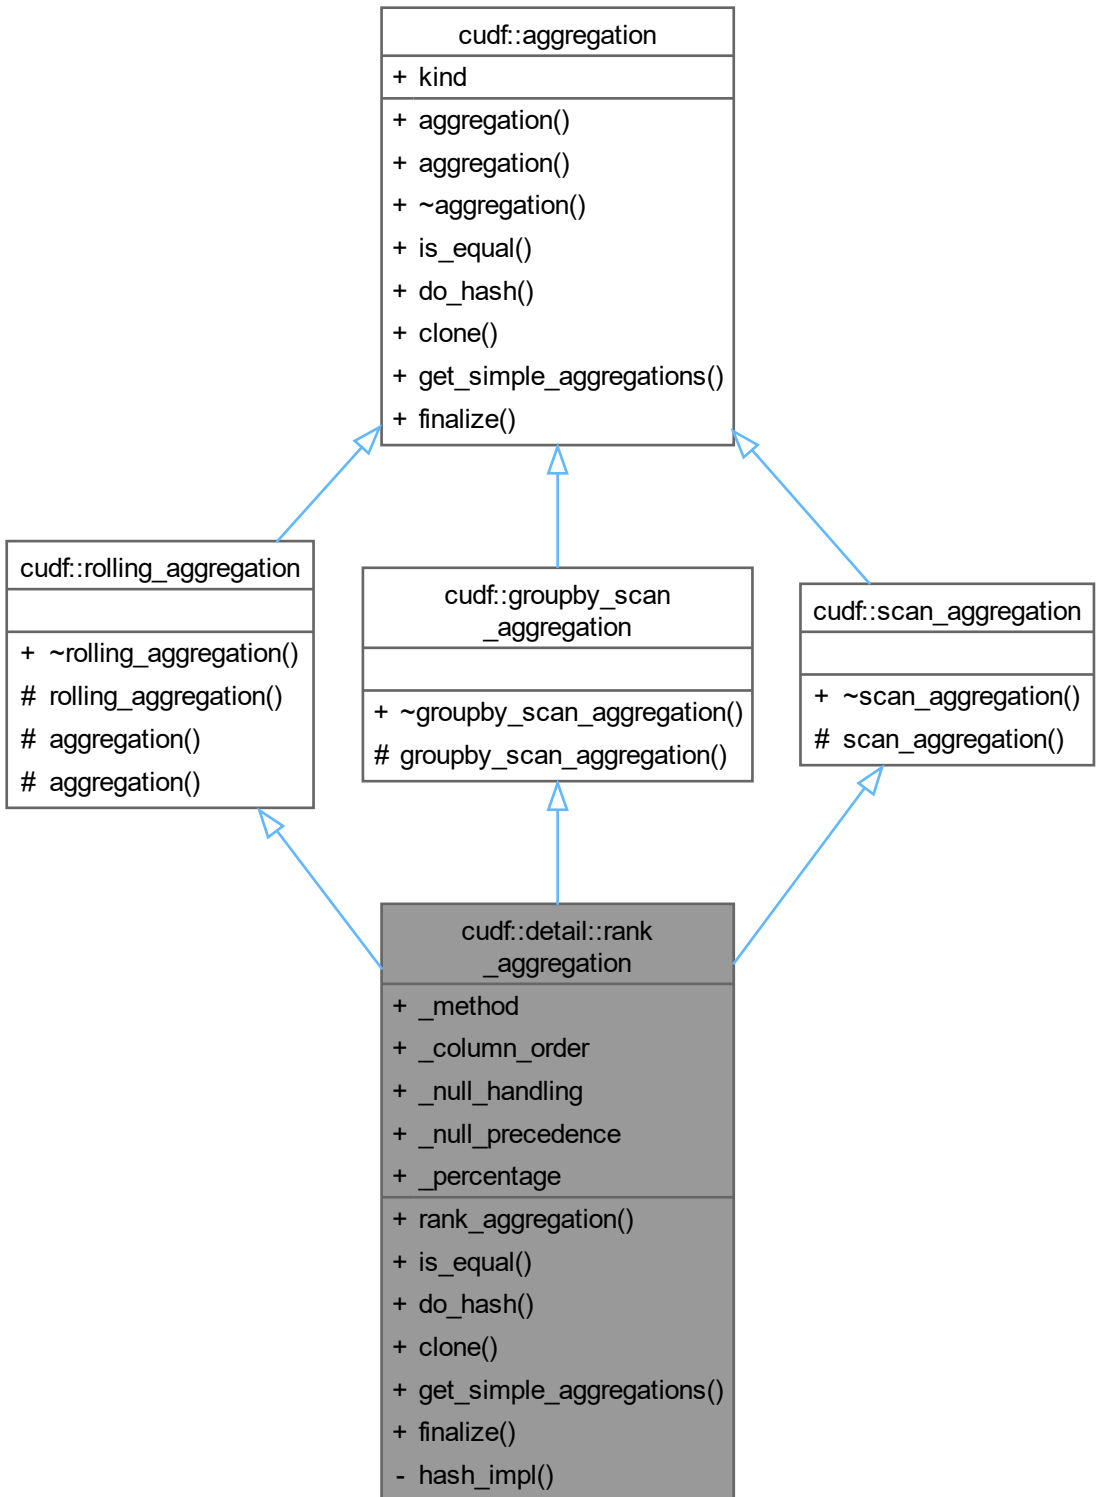 cudf::aggregation
+ kind
+ aggregation()
+ aggregation()
+ ~aggregation()
+ is_equal()
+ do_hash()
+ clone()
+ get_simple_aggregations()
+ finalize()
cudf::rolling_aggregation
+ ~rolling_aggregation()
# rolling_aggregation()
# aggregation()
# aggregation()
cudf::groupby_scan
_aggregation
+ ~groupby_scan_aggregation()
# groupby_scan_aggregation()
cudf::scan_aggregation
+ ~scan_aggregation()
# scan_aggregation()
cudf::detail::rank
_aggregation
+ _method
+ _column_order
+ _null_handling
+ _null_precedence
+ _percentage
+ rank_aggregation()
+ is_equal()
+ do_hash()
+ clone()
+ get_simple_aggregations()
+ finalize()
- hash_impl()